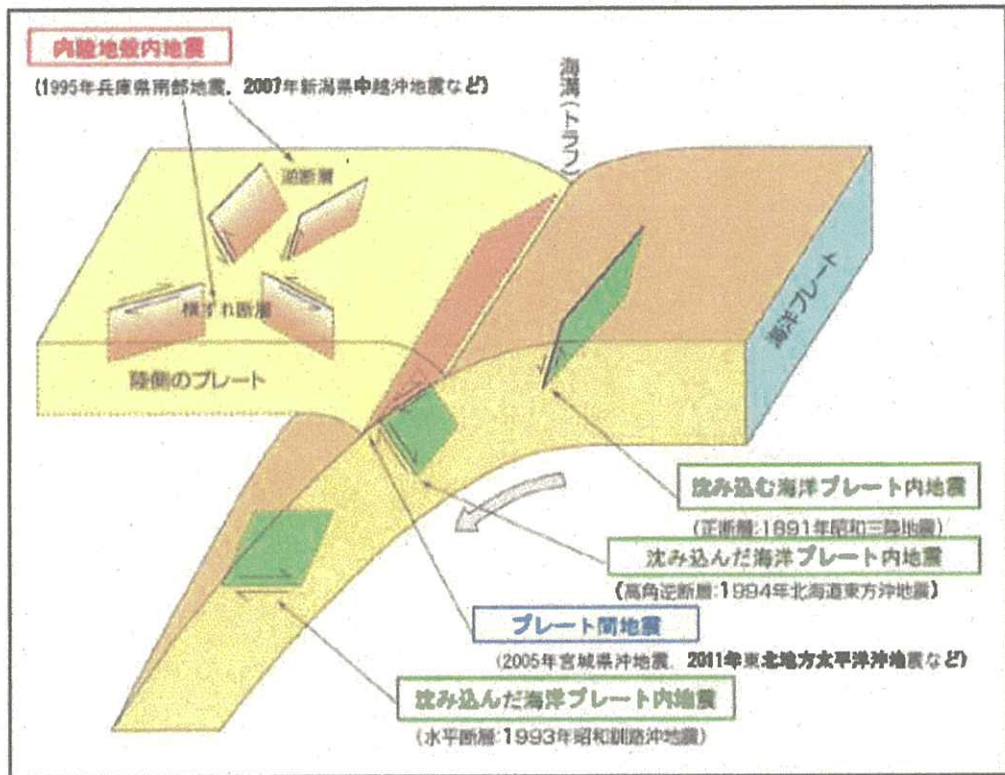 内陸地殻内地震
(1995年兵庫県南部地震，2007年新潟県中越沖地震など)
海溝(トラフ)
逆断層
横ずれ断層
陸側のプレート
海洋プレート
沈み込む海洋プレート内地震
(正断層:1891年昭和三陸地震)
沈み込んだ海洋プレート内地震
(高角逆断層:1994年北海道東方沖地震)
プレート間地震
(2005年宮城県沖地震，2011年東北地方太平洋沖地震など)
沈み込んだ海洋プレート内地震
(水平断層:1993年昭和釧路沖地震)